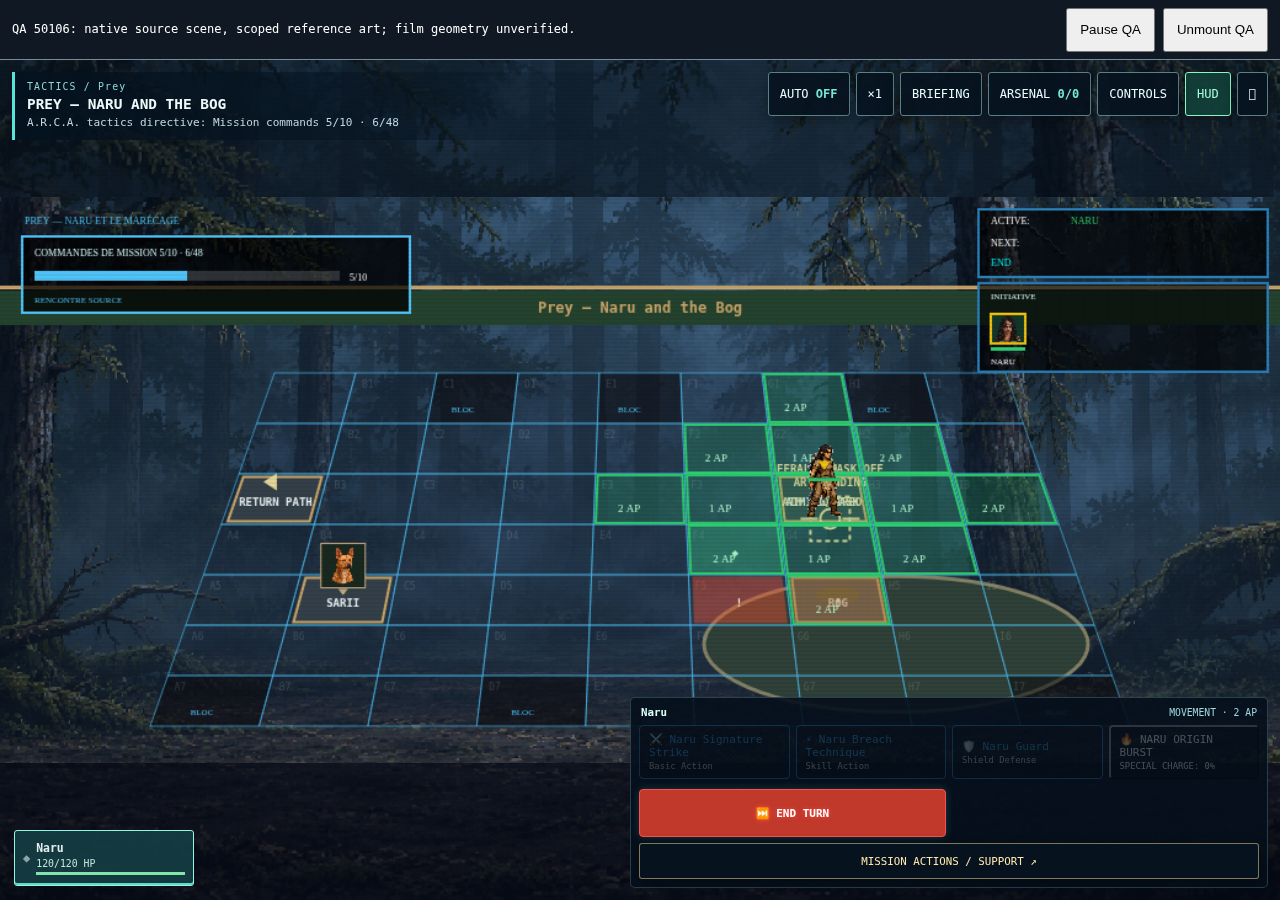 QA 50106: native source scene, scoped reference art; film geometry unverified.
Pause QA
Unmount QA
TACTICS / Prey
PREY — NARU AND THE BOG
A.R.C.A. tactics directive: Mission commands 5/10 · 6/48
AUTO OFF
×1
BRIEFING
ARSENAL 0/0
CONTROLS
HUD
PREY — NARU ET LE MARÉCAGE
COMMANDES DE MISSION 5/10 · 6/48
5/10
RENCONTRE SOURCE
ACTIVE: NARU
NEXT:
END
INITIATIVE
NARU
Prey — Naru and the Bog
A1 B1 C1 D1 E1 F1 G1 H1 I1
BLOC BLOC 2 AP BLOC
A2 B2 C2 D2 E2
2 AP 1 AP 2 AP
B3 C3 D3 E3 F3
RETURN PATH
2 AP 1 AP 1 AP 2 AP
A4 B4 C4 D4 E4 I4
2 AP 1 AP 2 AP
A5 C5 D5 E5 F5 H5
SARII
!
BOG
2 AP
A6 B6 C6 D6 E6 G6 H6 I6
A7 B7 C7 D7 E7 F7 G7 H7 I7
BLOC BLOC
Naru
MOVEMENT · 2 AP
Naru Signature Strike
Basic Action
Naru Breach Technique
Skill Action
Naru Guard
Shield Defense
NARU ORIGIN BURST
SPECIAL CHARGE: 0%
END TURN
MISSION ACTIONS / SUPPORT ↗
Naru
120/120 HP